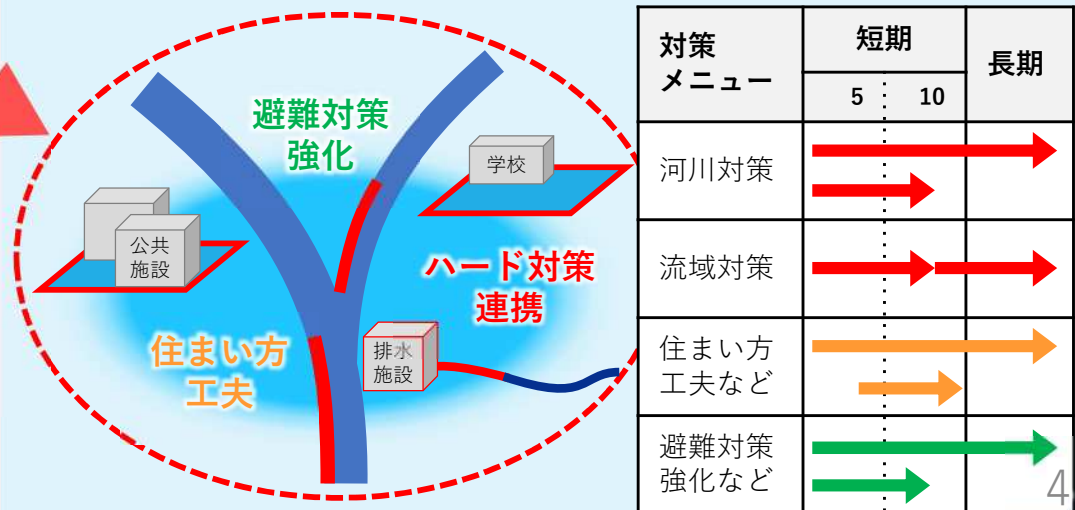 避難対策
強化
学校
公共
施設
ハード対策
連携
住まい方
工夫
排水
施設
対策
メニュー
短期
長期
5
10
河川対策
流域対策
住まい方
工夫など
避難対策
強化など
4